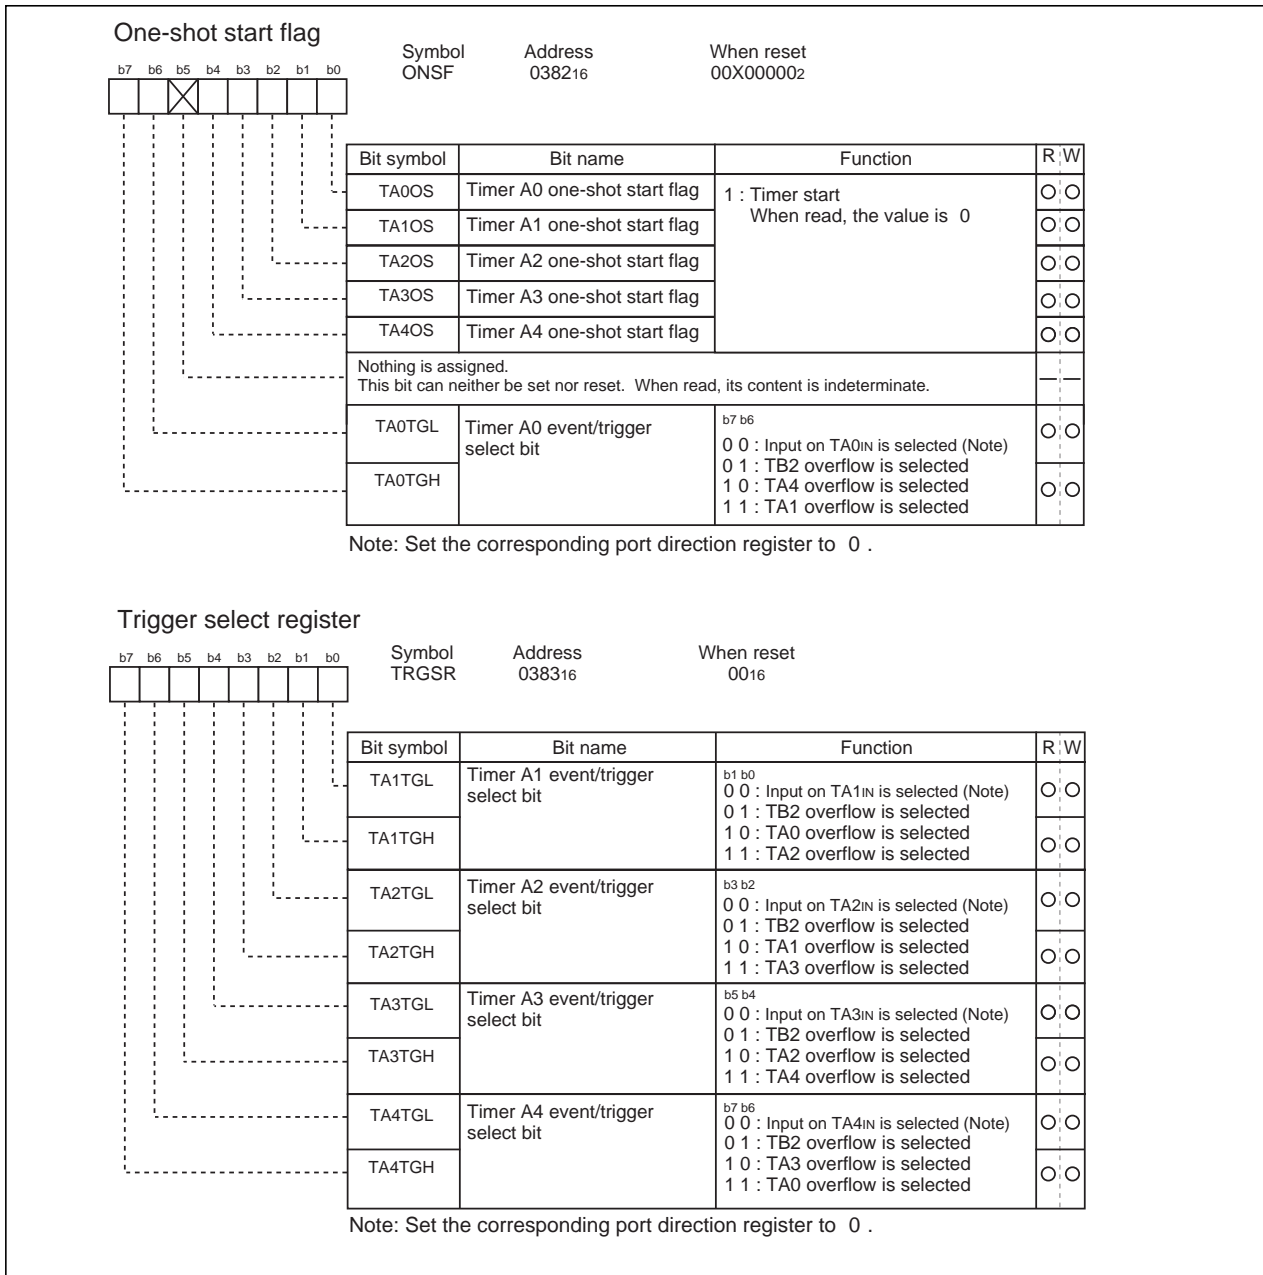 One-shot start flag
Symbol Address When reset
ONSF 038216 00X000002
b7 b6 b5 b4 b3 b2 b1 b0
Bit symbol Bit name Function R W
TA0OS Timer A0 one-shot start flag 1 : Timer start
When read, the value is 0
TA1OS Timer A1 one-shot start flag
TA2OS Timer A2 one-shot start flag
TA3OS Timer A3 one-shot start flag
TA4OS Timer A4 one-shot start flag
Nothing is assigned.
This bit can neither be set nor reset. When read, its content is indeterminate.
TA0TGL Timer A0 event/trigger
select bit
b7 b6
0 0 : Input on TA0IN is selected (Note)
0 1 : TB2 overflow is selected
TA0TGH 1 0 : TA4 overflow is selected
1 1 : TA1 overflow is selected
Note: Set the corresponding port direction register to 0 .
Trigger select register
Symbol Address When reset
TRGSR 038316 0016
b7 b6 b5 b4 b3 b2 b1 b0
Bit symbol Bit name Function R W
TA1TGL Timer A1 event/trigger
select bit
b1 b0
0 0 : Input on TA1IN is selected (Note)
0 1 : TB2 overflow is selected
TA1TGH 1 0 : TA0 overflow is selected
1 1 : TA2 overflow is selected
TA2TGL Timer A2 event/trigger
select bit
b3 b2
0 0 : Input on TA2IN is selected (Note)
0 1 : TB2 overflow is selected
TA2TGH 1 0 : TA1 overflow is selected
1 1 : TA3 overflow is selected
TA3TGL Timer A3 event/trigger
select bit
b5 b4
0 0 : Input on TA3IN is selected (Note)
0 1 : TB2 overflow is selected
TA3TGH 1 0 : TA2 overflow is selected
1 1 : TA4 overflow is selected
TA4TGL Timer A4 event/trigger
select bit
b7 b6
0 0 : Input on TA4IN is selected (Note)
0 1 : TB2 overflow is selected
TA4TGH 1 0 : TA3 overflow is selected
1 1 : TA0 overflow is selected
Note: Set the corresponding port direction register to 0 .